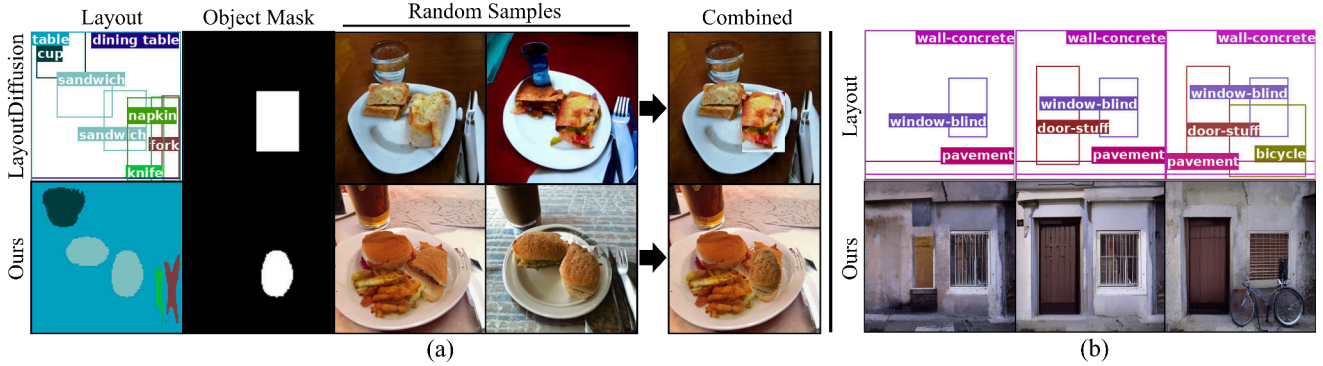 Layout
Object Mask
Random Samples
Combined
LayoutDiffusion
table
dining table
cup
sandwich
napkin
sandwich
fork
knife
Ours
(a)
Layout
wall-concrete
window-blind
pavement
wall-concrete
window-blind
door-stuff
pavement
wall-concrete
window-blind
door-stuff
bicycle
pavement
Ours
(b)